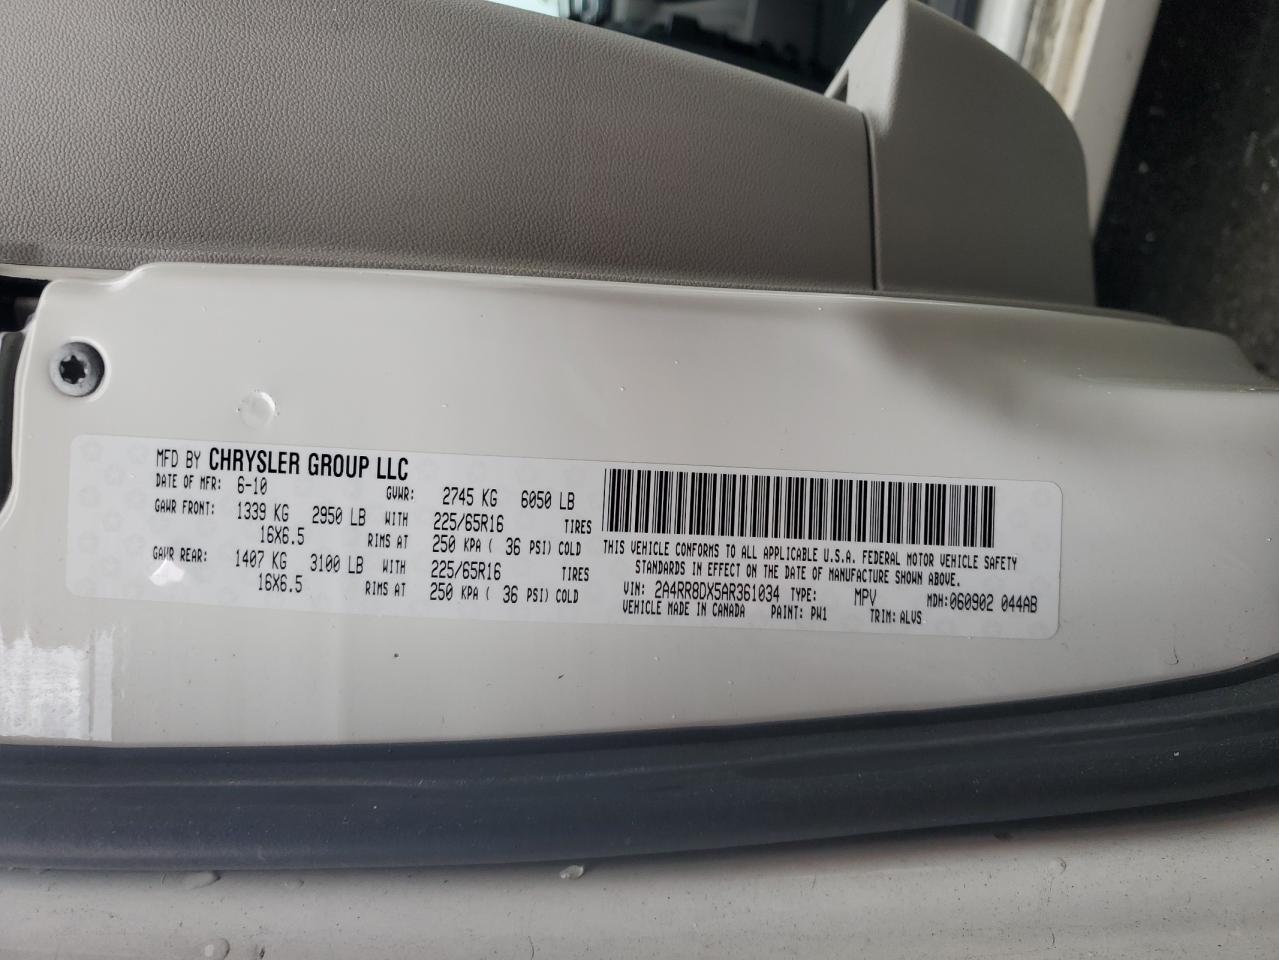 MFD BY CHRYSLER GROUP LLC
DATE OF MFR: 6-10 GVWR: 2745 KG 6050 LB
GAWR FRONT: 1339 KG 2950 LB WITH 225/65R16 TIRES
16X6.5 RIMS AT 250 KPA ( 36 PSI) COLD
GAWR REAR: 1407 KG 3100 LB WITH 225/65R16 TIRES
16X6.5 RIMS AT 250 KPA ( 36 PSI) COLD
THIS VEHICLE CONFORMS TO ALL APPLICABLE U.S.A. FEDERAL MOTOR VEHICLE SAFETY
STANDARDS IN EFFECT ON THE DATE OF MANUFACTURE SHOWN ABOVE.
VIN: 2A4RR8DX5AR361034 TYPE: MPV MDH:060902 044AB
VEHICLE MADE IN CANADA PAINT: PW1 TRIM: ALVS